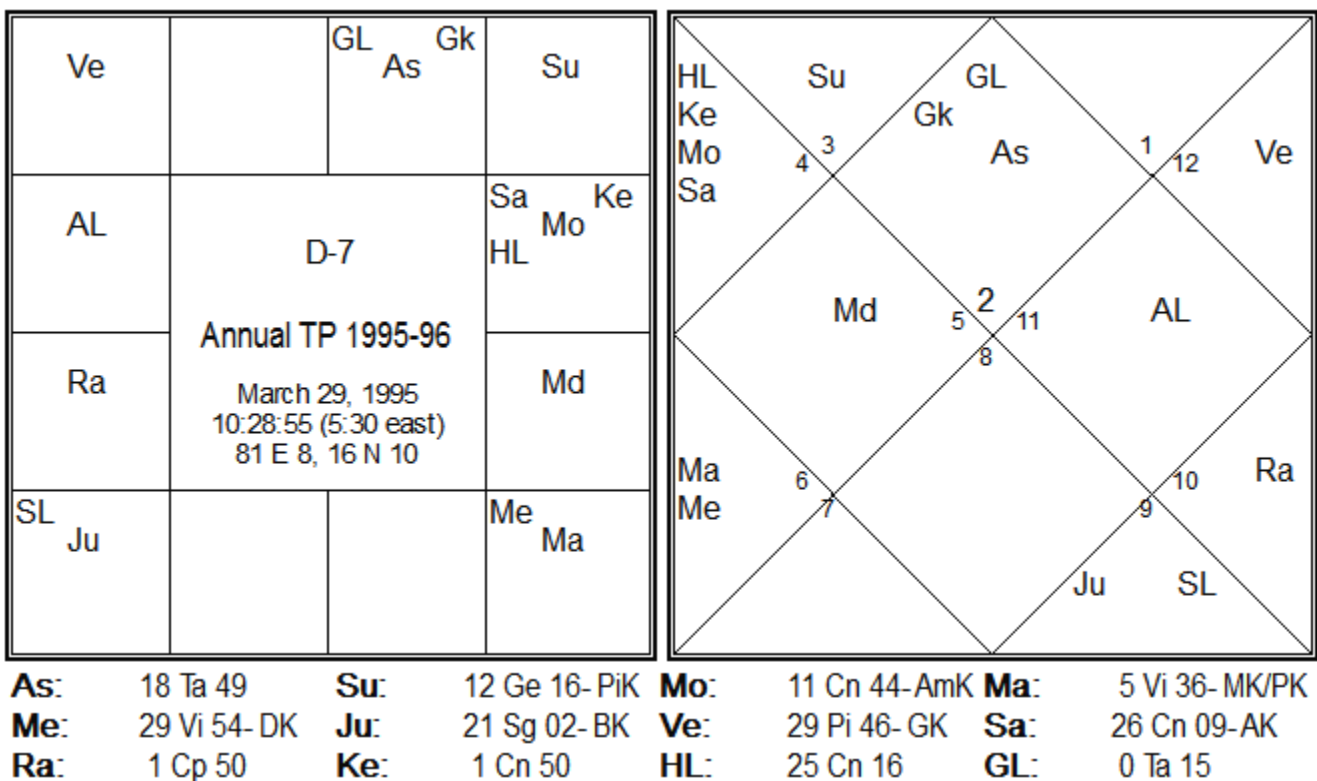 Ve
GL Gk
As
Su
AL
Sa Ke
Mo
HL
D-7
Annual TP 1995-96
March 29, 1995
10:28:55 (5:30 east)
81 E 8, 16 N 10
Ra
Md
SL
Ju
Me
Ma
HL
Ke
Mo
Sa
Su
GL
Gk
As
3
4
1
12
Ve
Md
2
5
11
8
AL
Ma
Me
6
7
10
9
Ra
Ju SL
As: 18 Ta 49 Su: 12 Ge 16- PiK Mo: 11 Cn 44- AmK Ma: 5 Vi 36- MK/PK
Me: 29 Vi 54- DK Ju: 21 Sg 02- BK Ve: 29 Pi 46- GK Sa: 26 Cn 09- AK
Ra: 1 Cp 50 Ke: 1 Cn 50 HL: 25 Cn 16 GL: 0 Ta 15